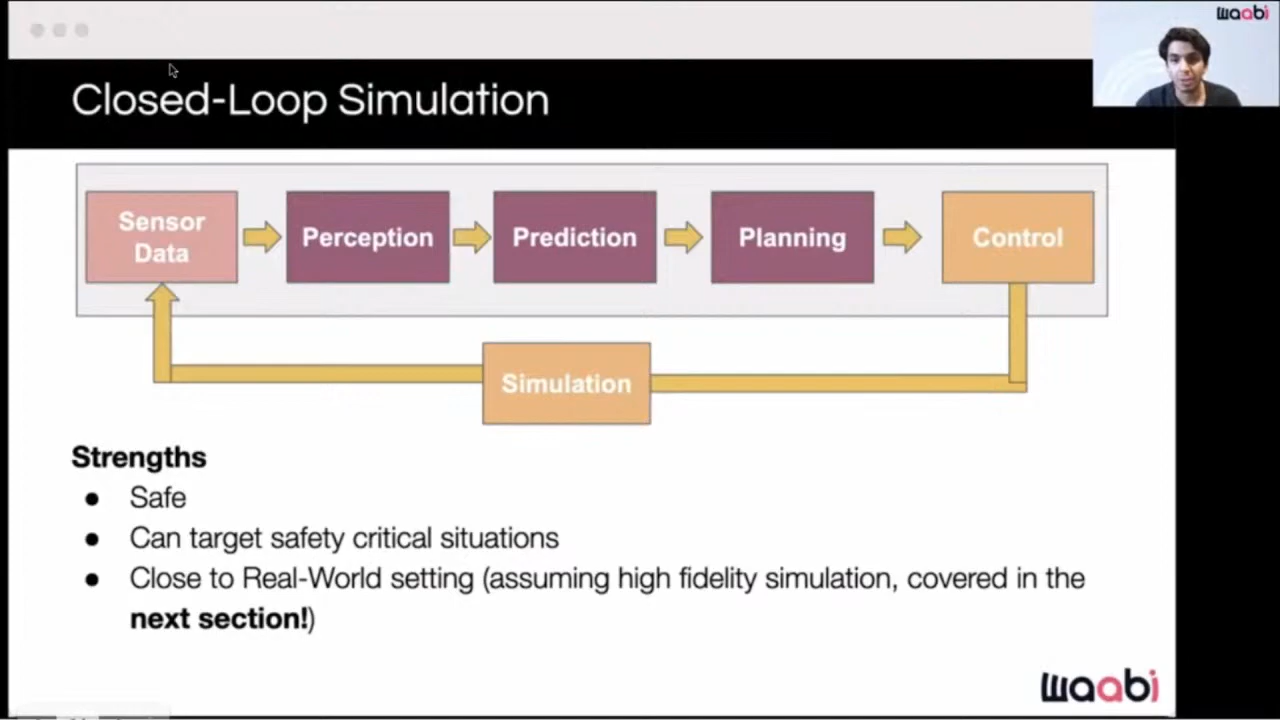 waabi
Closed-Loop Simulation
Sensor
Data
Perception
Prediction
Planning
Control
Simulation
Strengths
● Safe
● Can target safety critical situations
● Close to Real-World setting (assuming high fidelity simulation, covered in the
next section!)
waabi